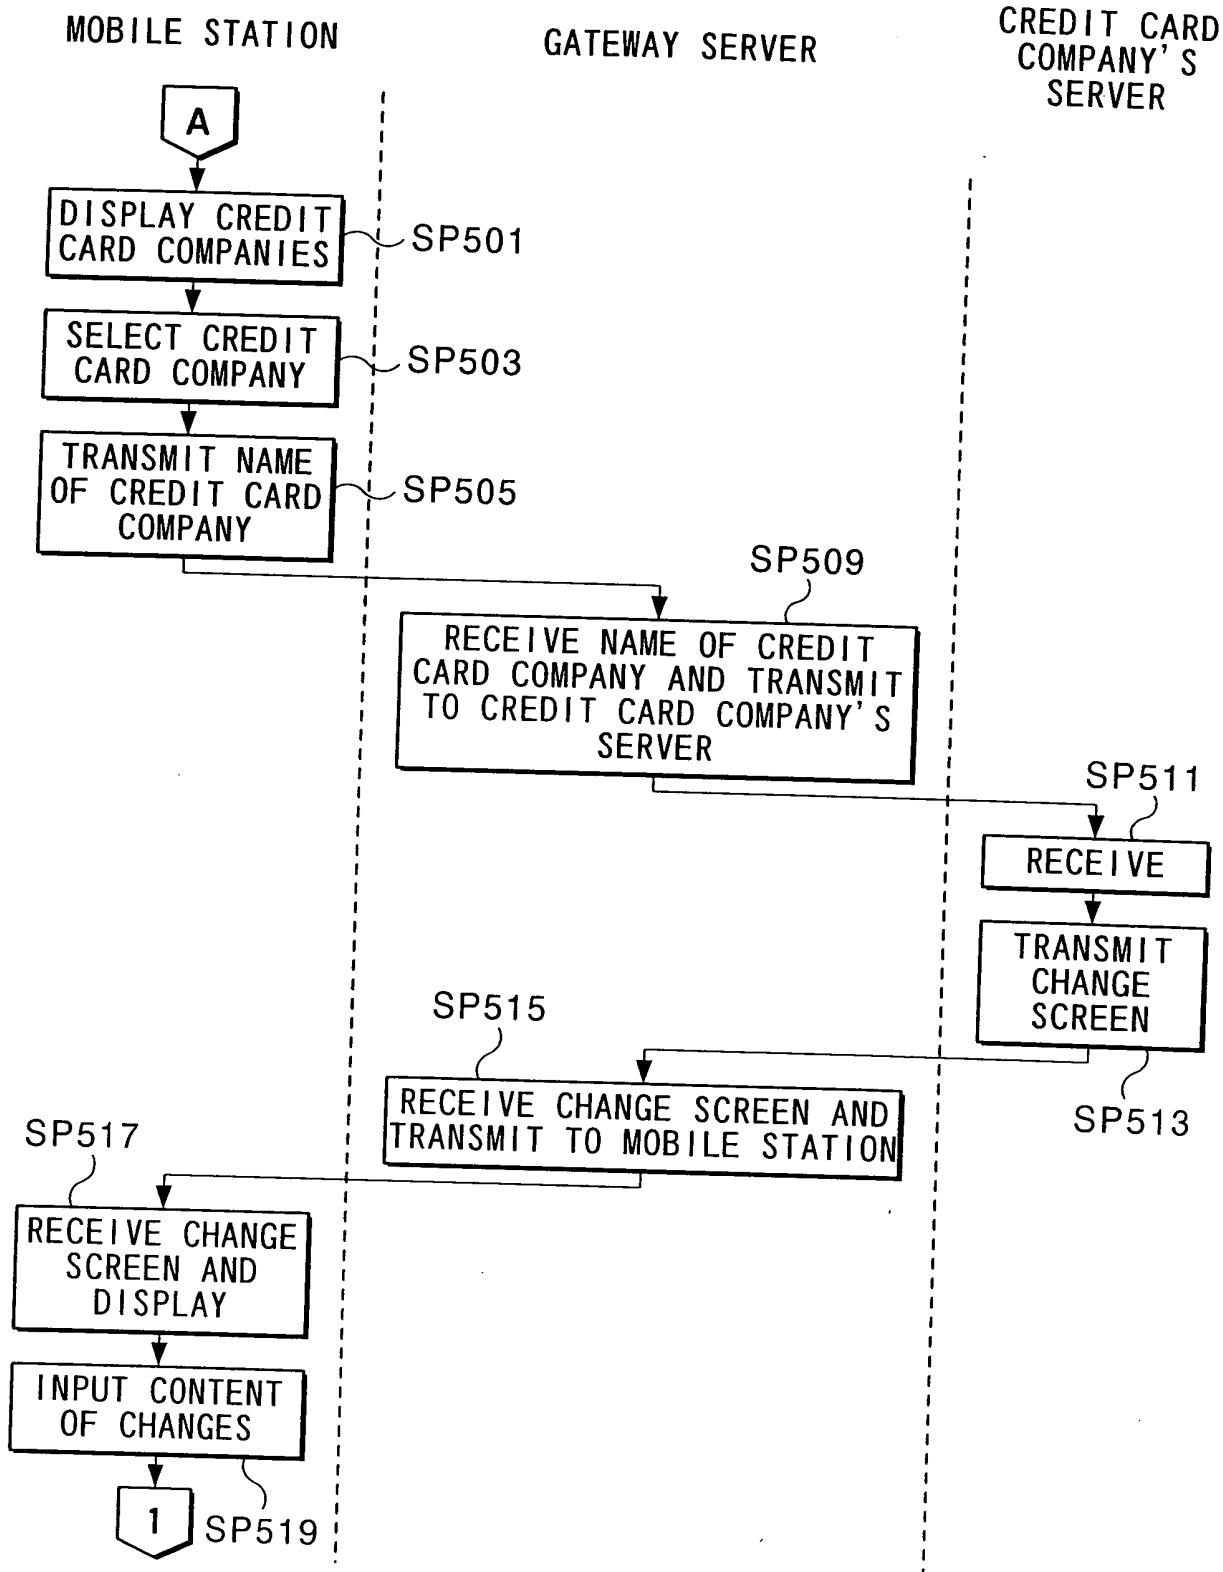 MOBILE STATION
GATEWAY SERVER
CREDIT CARD
COMPANY'S
SERVER
A
DISPLAY CREDIT
CARD COMPANIES
SP501
SELECT CREDIT
CARD COMPANY
SP503
TRANSMIT NAME
OF CREDIT CARD
COMPANY
SP505
SP509
RECEIVE NAME OF CREDIT
CARD COMPANY AND TRANSMIT
TO CREDIT CARD COMPANY'S
SERVER
SP511
RECEIVE
TRANSMIT
CHANGE
SCREEN
SP513
SP515
RECEIVE CHANGE SCREEN AND
TRANSMIT TO MOBILE STATION
SP517
RECEIVE CHANGE
SCREEN AND
DISPLAY
INPUT CONTENT
OF CHANGES
SP519
1